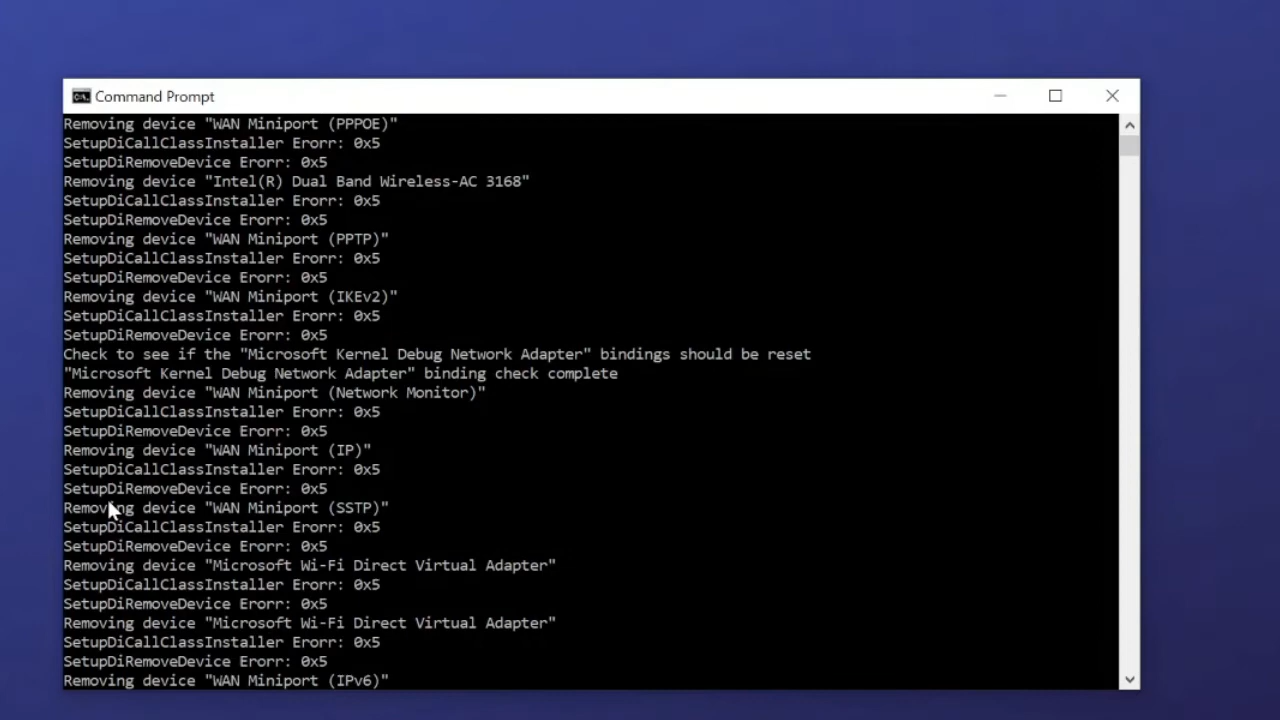 Command Prompt
Removing device "WAN Miniport (PPPOE)"
SetupDiCallClassInstaller Erorr: 0x5
SetupDiRemoveDevice Erorr: 0x5
Removing device "Intel(R) Dual Band Wireless-AC 3168"
SetupDiCallClassInstaller Erorr: 0x5
SetupDiRemoveDevice Erorr: 0x5
Removing device "WAN Miniport (PPTP)"
SetupDiCallClassInstaller Erorr: 0x5
SetupDiRemoveDevice Erorr: 0x5
Removing device "WAN Miniport (IKEv2)"
SetupDiCallClassInstaller Erorr: 0x5
SetupDiRemoveDevice Erorr: 0x5
Check to see if the "Microsoft Kernel Debug Network Adapter" bindings should be reset
"Microsoft Kernel Debug Network Adapter" binding check complete
Removing device "WAN Miniport (Network Monitor)"
SetupDiCallClassInstaller Erorr: 0x5
SetupDiRemoveDevice Erorr: 0x5
Removing device "WAN Miniport (IP)"
SetupDiCallClassInstaller Erorr: 0x5
SetupDiRemoveDevice Erorr: 0x5
Removing device "WAN Miniport (SSTP)"
SetupDiCallClassInstaller Erorr: 0x5
SetupDiRemoveDevice Erorr: 0x5
Removing device "Microsoft Wi-Fi Direct Virtual Adapter"
SetupDiCallClassInstaller Erorr: 0x5
SetupDiRemoveDevice Erorr: 0x5
Removing device "Microsoft Wi-Fi Direct Virtual Adapter"
SetupDiCallClassInstaller Erorr: 0x5
SetupDiRemoveDevice Erorr: 0x5
Removing device "WAN Miniport (IPv6)"